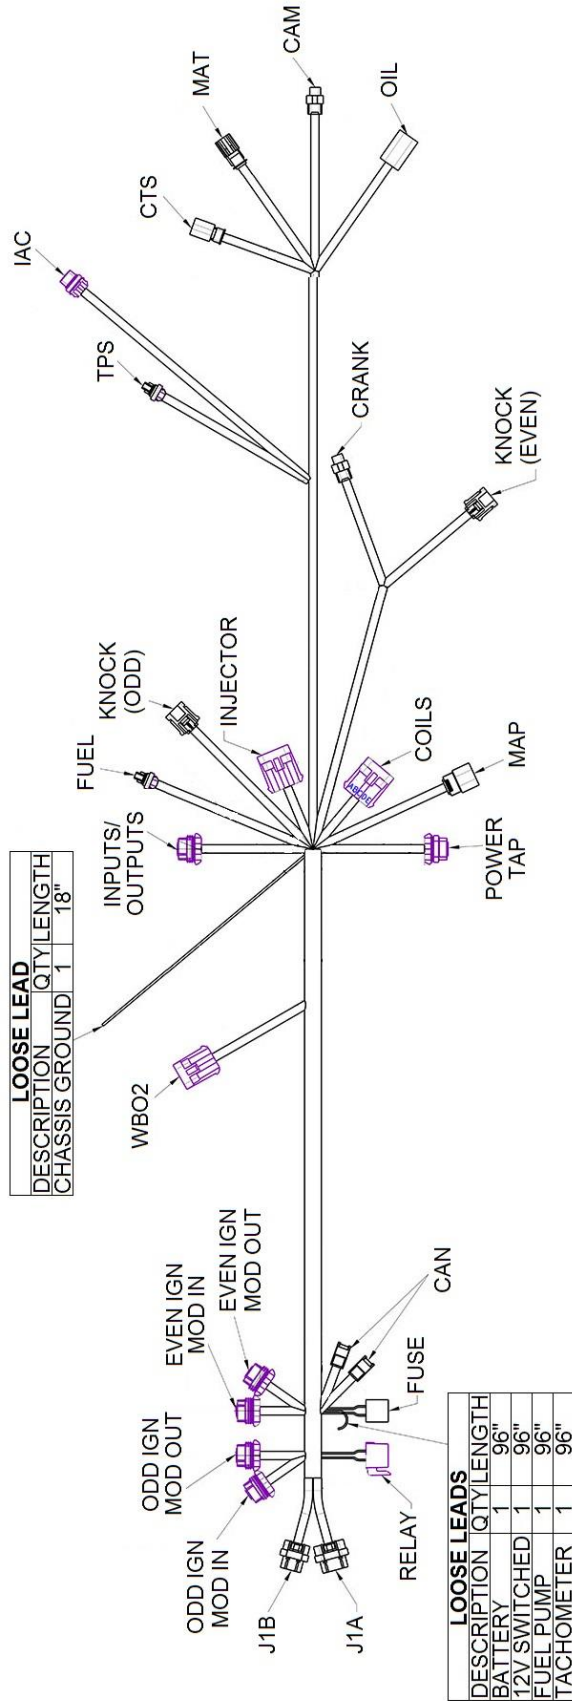 LOOSE LEAD
DESCRIPTION QTY LENGTH
CHASSIS GROUND 1 18"
ODD IGN
MOD IN
ODD IGN
MOD OUT
EVEN IGN
MOD IN
EVEN IGN
MOD OUT
WBO2
INPUTS/
OUTPUTS
FUEL
KNOCK
(ODD)
INJECTOR
TPS
IAC
CTS
MAT
CAM
OIL
CRANK
KNOCK
(EVEN)
COILS
MAP
POWER
TAP
J1B
J1A
RELAY
FUSE
CAN
LOOSE LEADS
DESCRIPTION QTY LENGTH
BATTERY 1 96"
12V SWITCHED 1 96"
FUEL PUMP 1 96"
TACHOMETER 1 96"